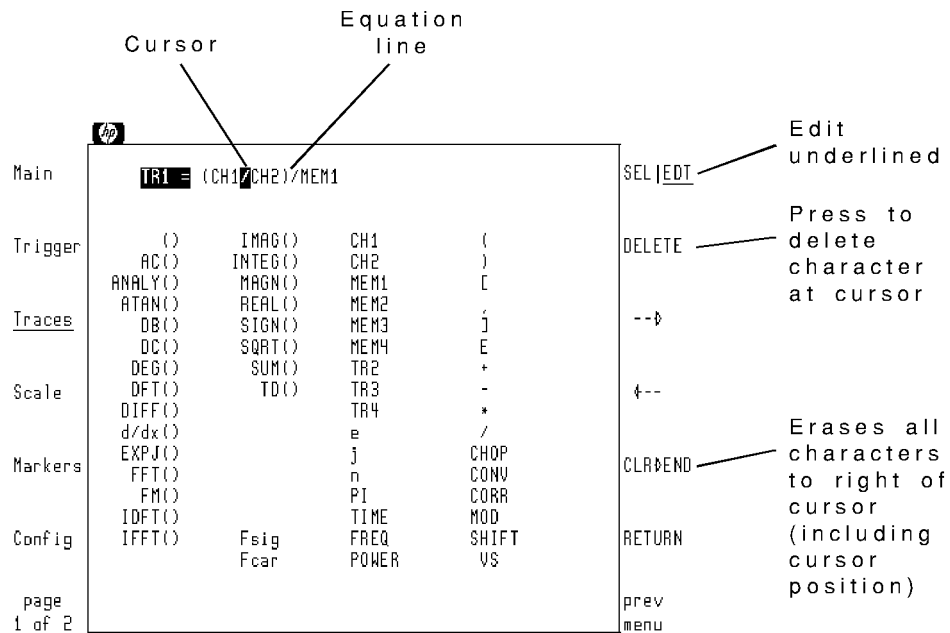 Cursor
Equation
line
hp
Main
Trigger
Traces
Scale
Markers
Config
page
1 of 2
TR1 = (CH1/CH2)/MEM1
() IMAG() CH1 (
AC() INTEG() CH2 )
ANALY() MAGN() MEM1 [
ATAN() REAL() MEM2 ,
DB() SIGN() MEM3 ]
DC() SQRT() MEM4 E
DEG() SUM() TR2 +
DFT() TD() TR3 -
DIFF() TR4 *
d/dx() e /
EXPJ() j CHOP
FFT() n CONV
FM() PI CORR
IDFT() TIME MOD
IFFT() Fsig FREQ SHIFT
Fcar POWER VS
SEL|EDT
DELETE
CLR▷END
RETURN
prev
menu
Edit
underlined
Press to
delete
character
at cursor
Erases all
characters
to right of
cursor
(including
cursor
position)